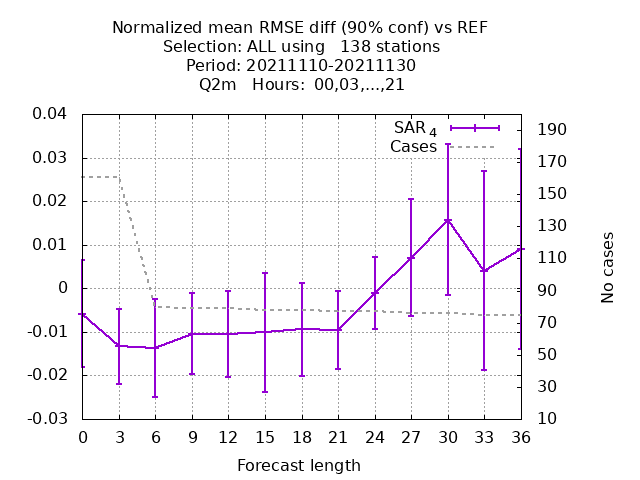 Normalized mean RMSE diff (90% conf) vs REF
Selection: ALL using   138 stations
Period: 20211110-20211130
Q2m   Hours: 00,03,...,21
0.04
0.03
0.02
0.01
0
-0.01
-0.02
-0.03
SAR 4
Cases
190
170
150
130
110
90
70
50
30
10
No cases
0 3 6 9 12 15 18 21 24 27 30 33 36
Forecast length